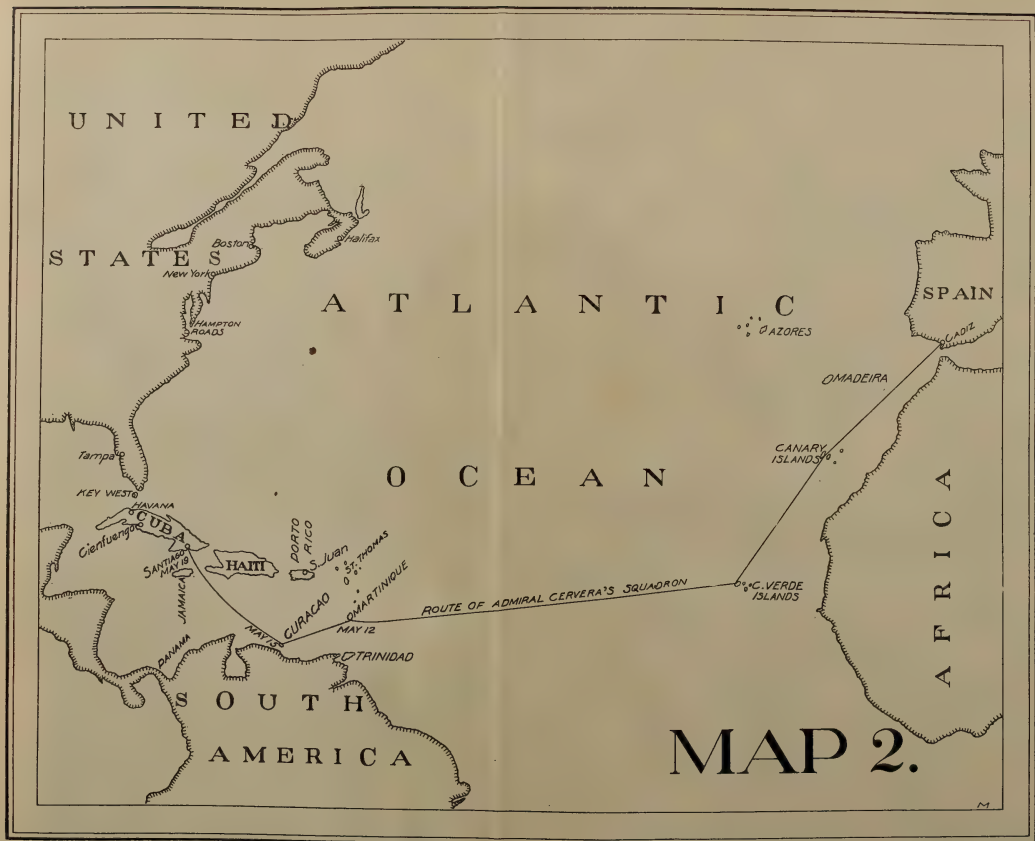 UNITED
STATES
Boston
Halifax
New York
HAMPTON
ROADS
ATLANTIC
OCEAN
AZORES
SPAIN
CADIZ
MADEIRA
CANARY
ISLANDS
AFRICA
Tampa
KEY WEST
HAVANA
CUBA
Cienfuengo
SANTIAGO
MAY 19
JAMAICA
HAITI
PORTO
RICO
S. Juan
ST. THOMAS
MARTINIQUE
MAY 12
ROUTE OF ADMIRAL CERVERA'S SQUADRON
C. VERDE
ISLANDS
CURACAO
MAY 15
PANAMA
TRINIDAD
SOUTH
AMERICA
MAP 2.
M